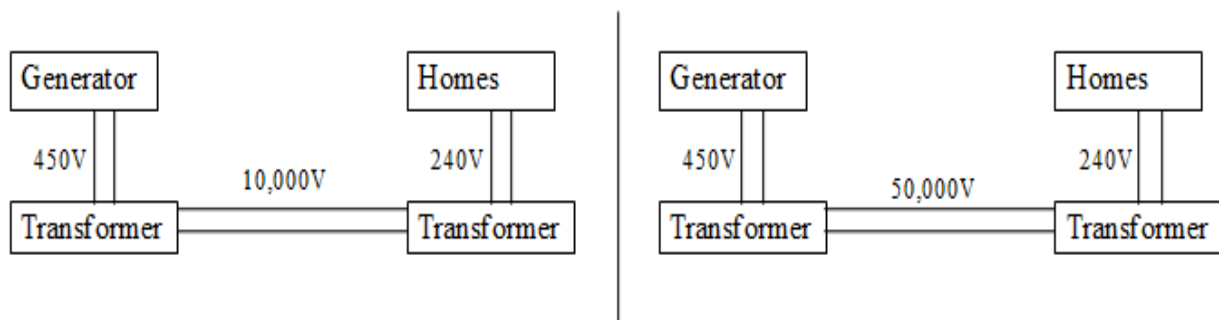 Generator
Homes
450V
240V
10,000V
Transformer
Transformer
Generator
Homes
450V
240V
50,000V
Transformer
Transformer